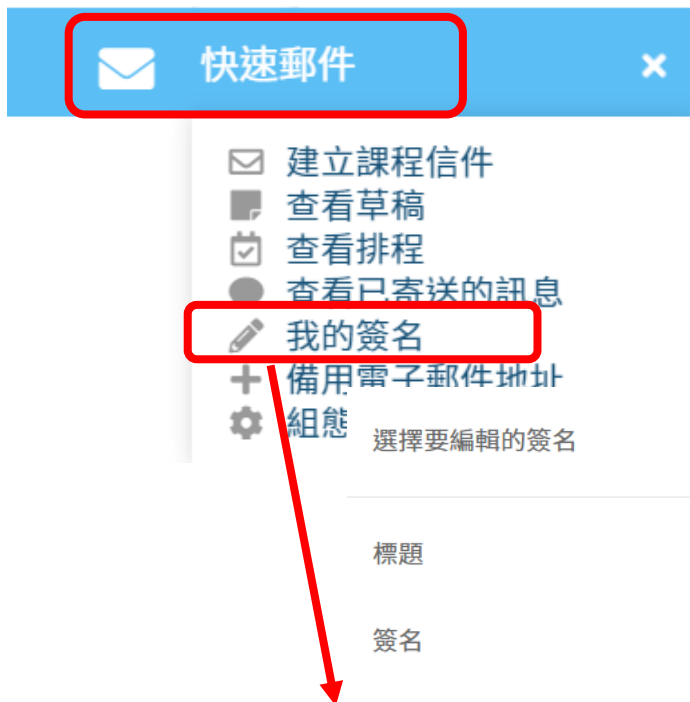 快速郵件
建立課程信件
查看草稿
查看排程
查看已寄送的訊息
我的簽名
備用電子郵件地址
組態
選擇要編輯的簽名
標題
簽名